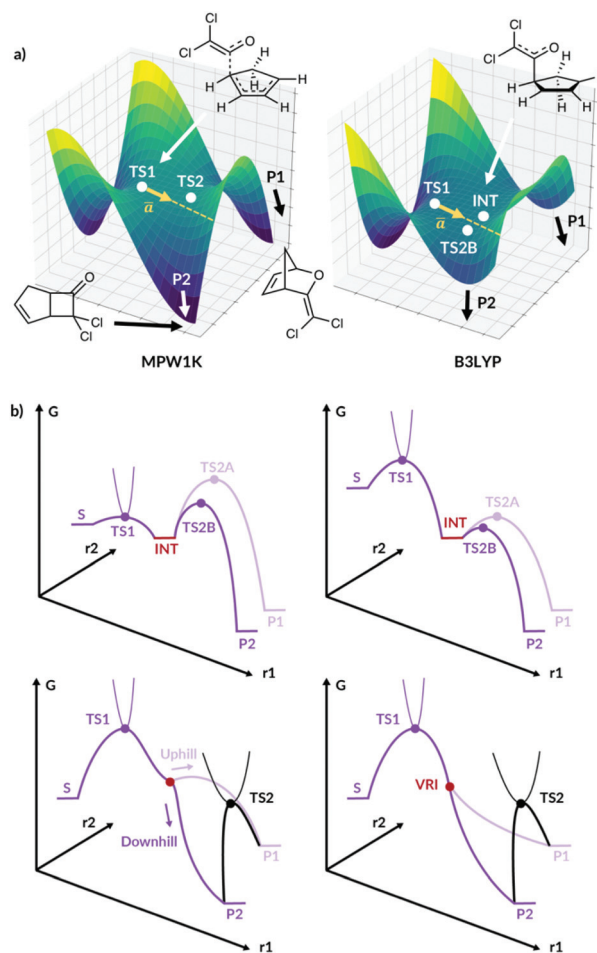 a)
Cl
Cl
O
H
H
H
H
H
H
TS1
TS2
ā
P1
P2
O
Cl
Cl
O
Cl
Cl
MPW1K
Cl
Cl
O
H
H
H
H
H
TS1
INT
ā
TS2B
P1
P2
B3LYP
b)
G
S
TS1
INT
TS2A
TS2B
P1
P2
r2
r1
G
S
TS1
INT
TS2A
TS2B
P1
P2
r2
r1
G
TS1
S
Uphill
Downhill
TS2
P1
P2
r2
r1
G
TS1
S
VRI
TS2
P1
P2
r2
r1